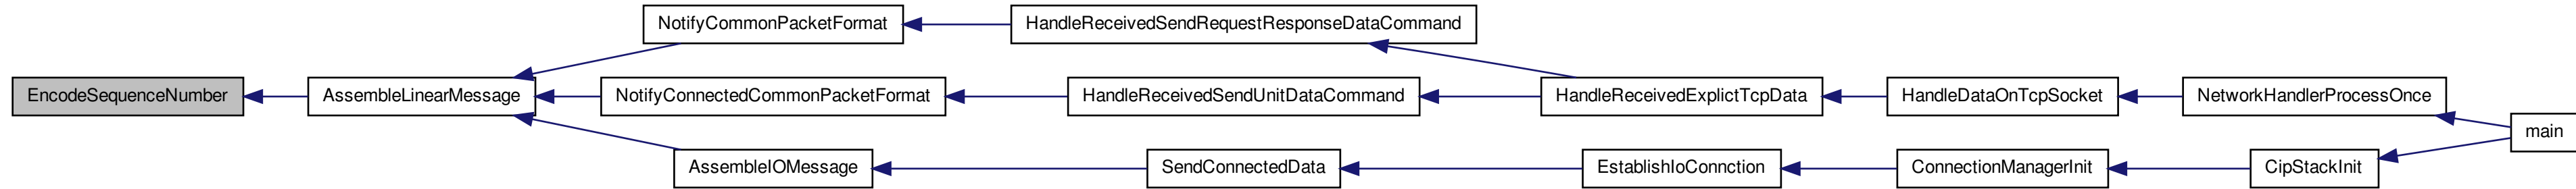 NotifyCommonPacketFormat
HandleReceivedSendRequestResponseDataCommand
EncodeSequenceNumber
AssembleLinearMessage
NotifyConnectedCommonPacketFormat
HandleReceivedSendUnitDataCommand
HandleReceivedExplictTcpData
HandleDataOnTcpSocket
NetworkHandlerProcessOnce
main
AssembleIOMessage
SendConnectedData
EstablishIoConnction
ConnectionManagerInit
CipStackInit